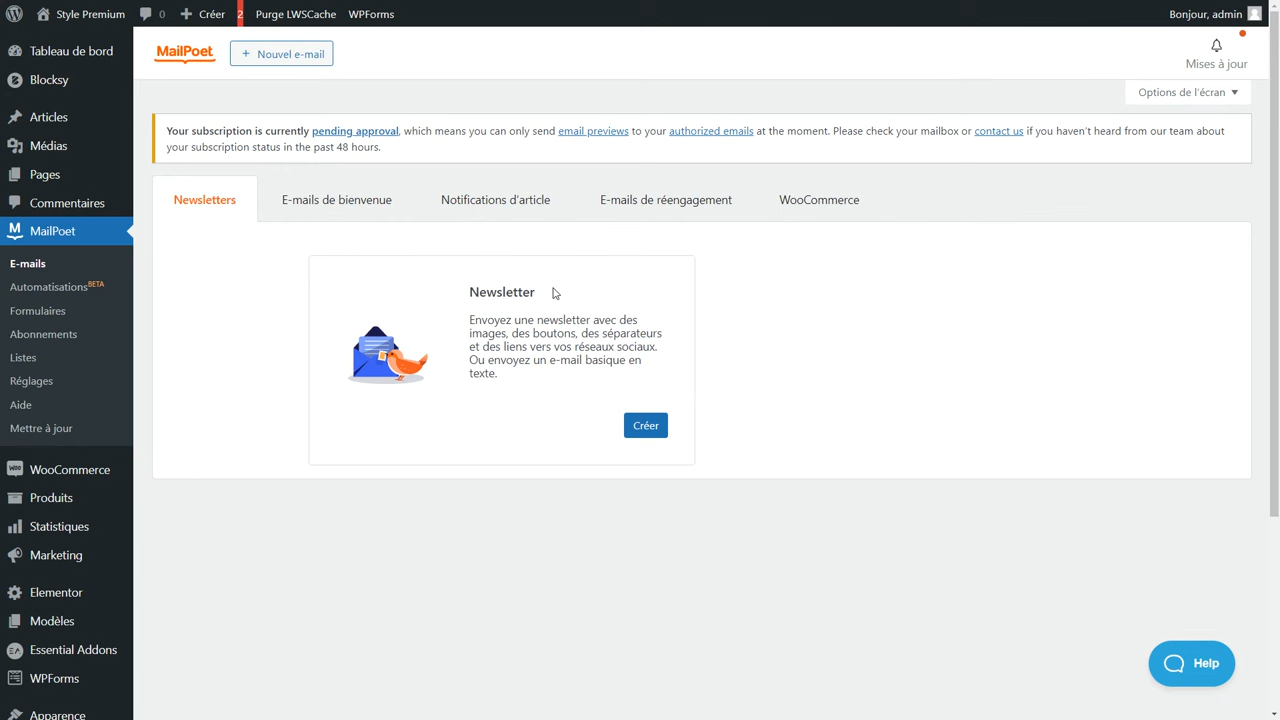 Style Premium
0
Créer
2
Purge LWSCache
WPForms
Bonjour, admin
Tableau de bord
Blocksy
Articles
Médias
Pages
Commentaires
MailPoet
E-mails
Automatisations BETA
Formulaires
Abonnements
Listes
Réglages
Aide
Mettre à jour
WooCommerce
Produits
Statistiques
Marketing
Elementor
Modèles
Essential Addons
WPForms
Apparence
MailPoet
+ Nouvel e-mail
Mises à jour
Options de l'écran
Your subscription is currently pending approval, which means you can only send email previews to your authorized emails at the moment. Please check your mailbox or contact us if you haven't heard from our team about
your subscription status in the past 48 hours.
Newsletters
E-mails de bienvenue
Notifications d'article
E-mails de réengagement
WooCommerce
Newsletter
Envoyez une newsletter avec des
images, des boutons, des séparateurs
et des liens vers vos réseaux sociaux.
Ou envoyez un e-mail basique en
texte.
Créer
Help